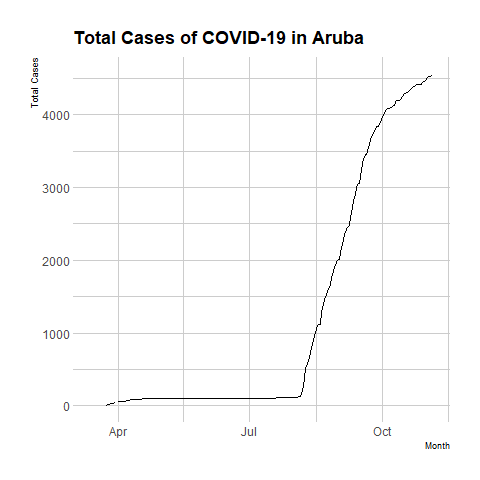 Total Cases of COVID-19 in Aruba
Total Cases
4000
3000
2000
1000
0
Apr Jul Oct
Month